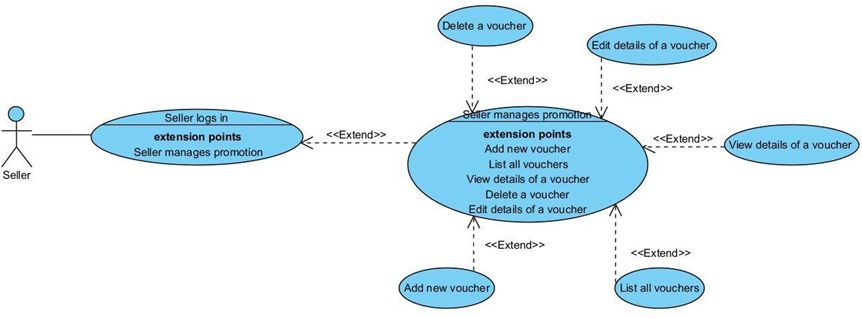 Delete a voucher
Edit details of a voucher
<<Extend>>
<<Extend>>
Seller logs in
extension points
Seller manages promotion
<<Extend>>
Seller manages promotion
extension points
Add new voucher
List all vouchers
View details of a voucher
Delete a voucher
Edit details of a voucher
<<Extend>>
View details of a voucher
Seller
<<Extend>>
<<Extend>>
Add new voucher
List all vouchers